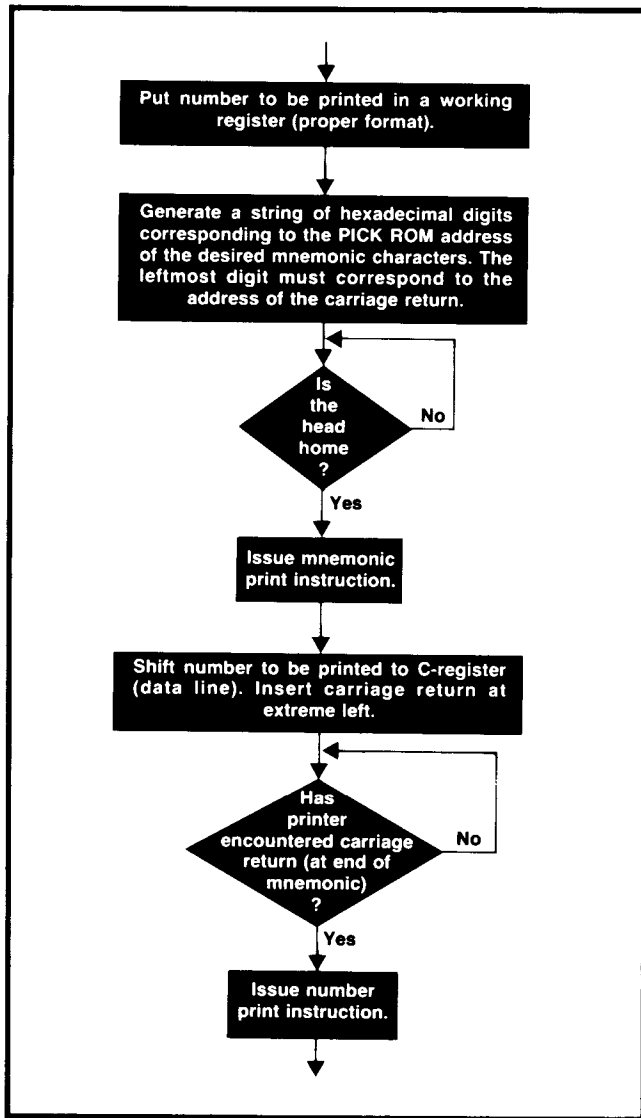 Put number to be printed in a working
register (proper format).
Generate a string of hexadecimal digits
corresponding to the PICK ROM address
of the desired mnemonic characters. The
leftmost digit must correspond to the
address of the carriage return.
Is
the
head
home
?
No
Yes
Issue mnemonic
print instruction.
Shift number to be printed to C-register
(data line). Insert carriage return at
extreme left.
Has
printer
encountered carriage
return (at end of
mnemonic)
?
No
Yes
Issue number
print instruction.